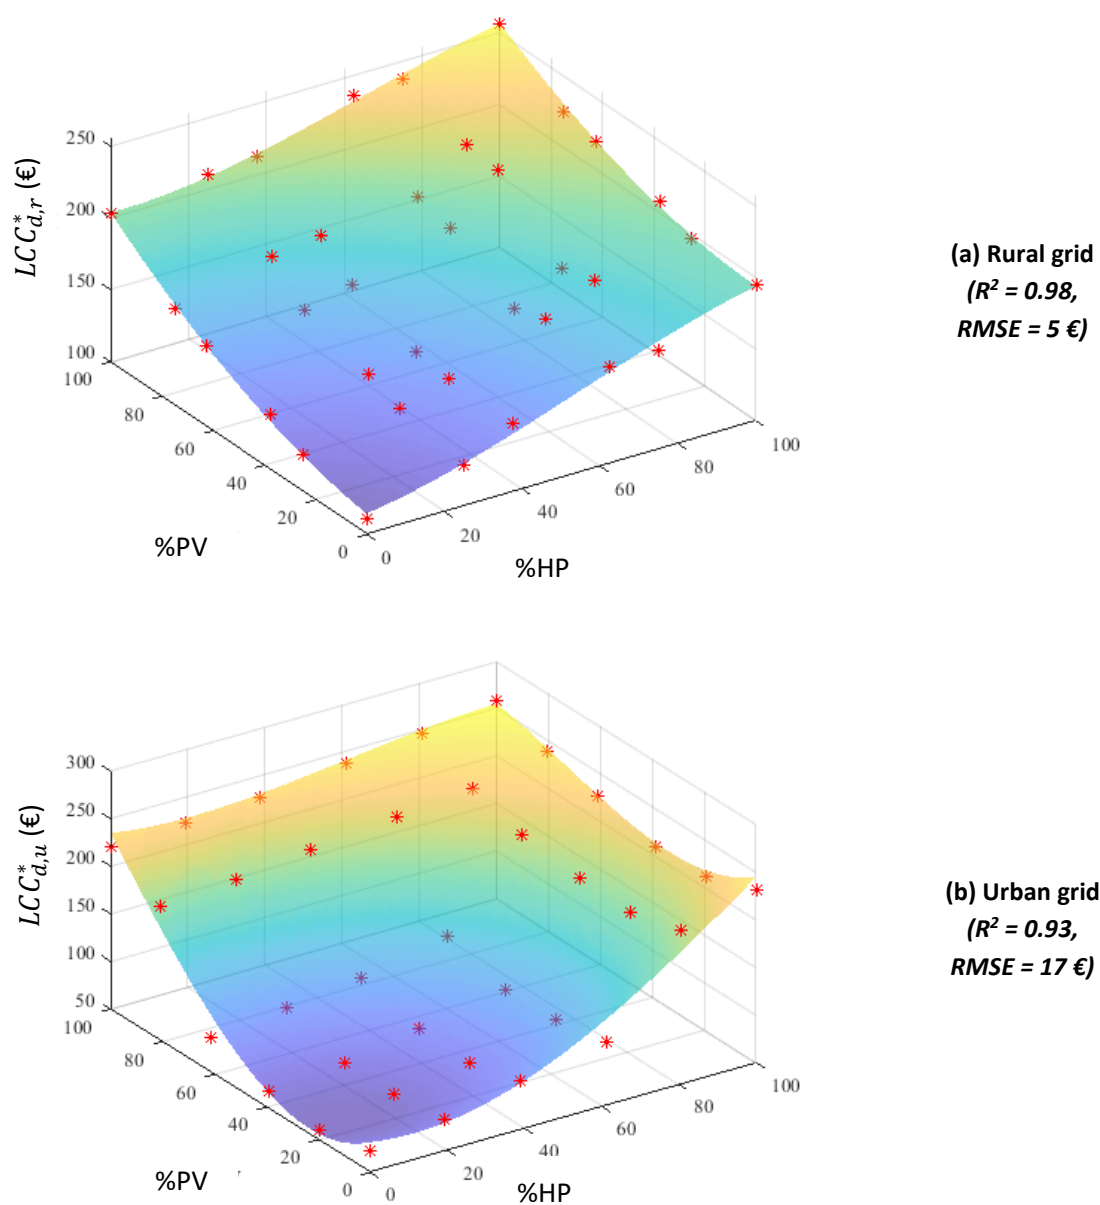 250
200
150
100
100
80
60
40
20
0
0
20
40
60
80
100
LCC*d,r (€)
%PV
%HP
(a) Rural grid
(R² = 0.98,
RMSE = 5 €)
300
250
200
150
100
50
100
80
60
40
20
0
0
20
40
60
80
100
LCC*d,u (€)
%PV
%HP
(b) Urban grid
(R² = 0.93,
RMSE = 17 €)